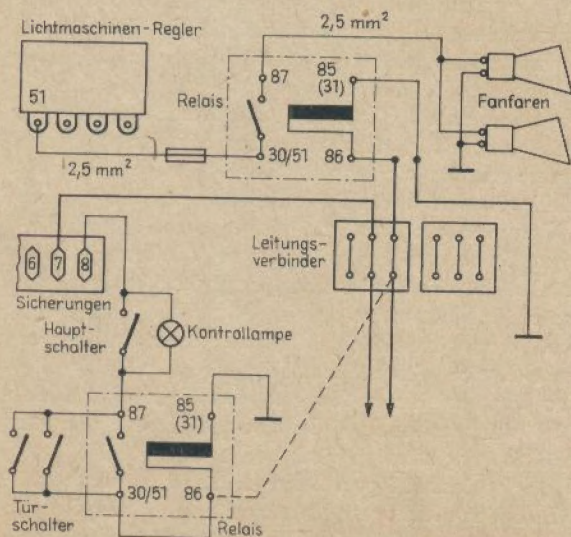 2,5 mm²
Lichtmaschinen-Regler
51
87
85
(31)
Relais
Fanfaren
30/51
86
2,5 mm²
Leitungs-
verbinder
6
7
8
Sicherungen
Haupt-
schalter
Kontrollampe
87
85
(31)
30/51
86
Tür-
schalter
Relais